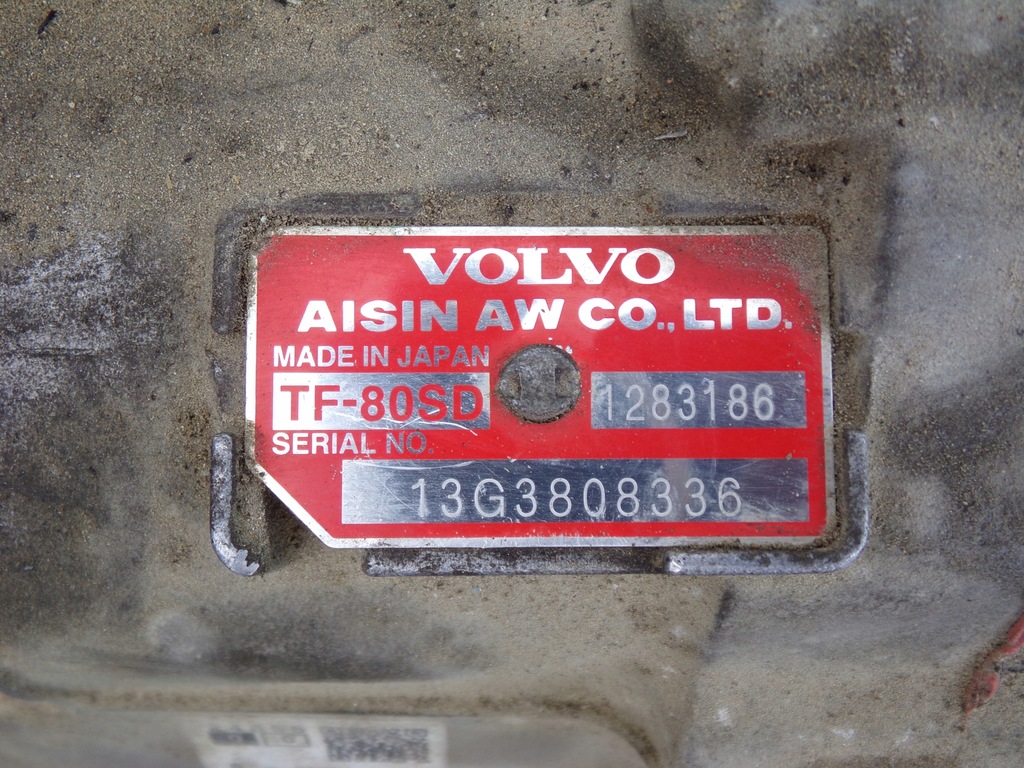 VOLVO
AISIN AW CO., LTD.
MADE IN JAPAN
TF-80SD 1283186
SERIAL NO.
13G3808336